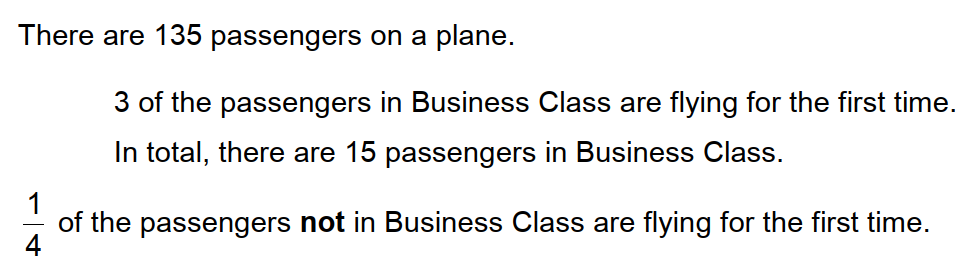 There are 135 passengers on a plane.
3 of the passengers in Business Class are flying for the first time.
In total, there are 15 passengers in Business Class.
1/4 of the passengers not in Business Class are flying for the first time.